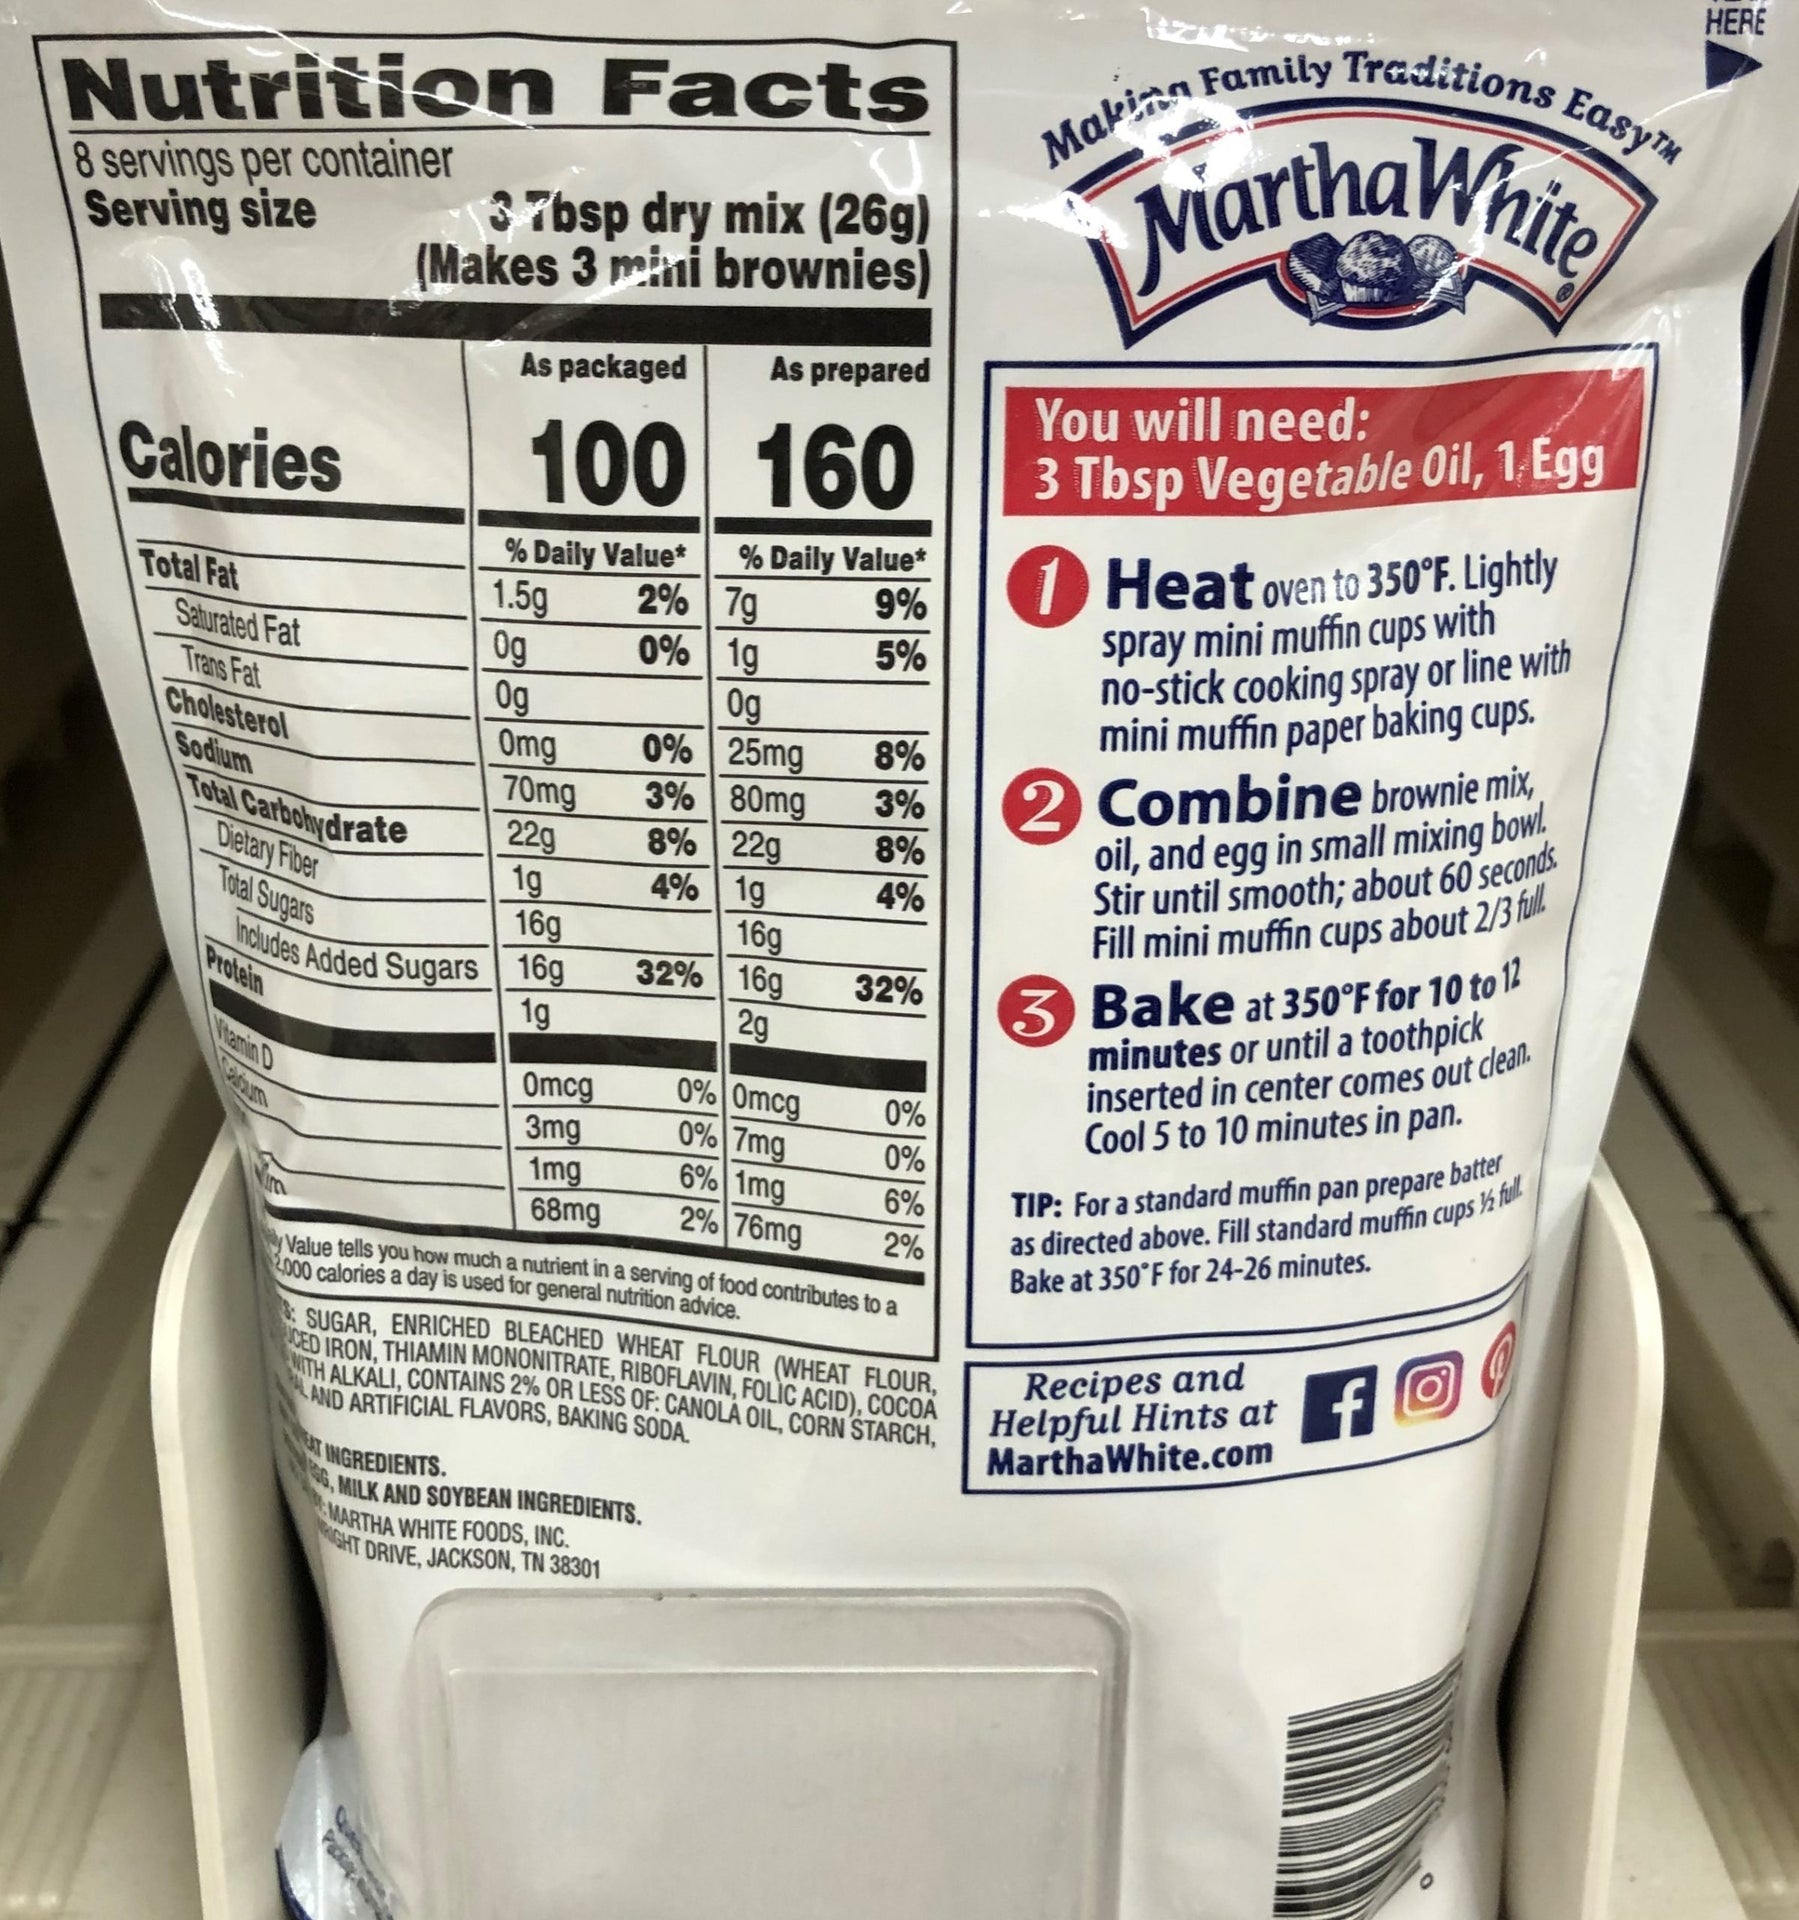 HERE
Nutrition Facts
8 servings per container
Serving size 3 Tbsp dry mix (26g)
(Makes 3 mini brownies)
As packaged As prepared
Calories 100 160
% Daily Value* % Daily Value*
Total Fat 1.5g 2% 7g 9%
Saturated Fat 0g 0% 1g 5%
Trans Fat 0g 0g
Cholesterol 0mg 0% 25mg 8%
Sodium 70mg 3% 80mg 3%
Total Carbohydrate 22g 8% 22g 8%
Dietary Fiber 1g 4% 1g 4%
Total Sugars 16g 16g
Includes Added Sugars 16g 32% 16g 32%
Protein 1g 2g
Vitamin D 0mcg 0% 0mcg 0%
Calcium 3mg 0% 7mg 0%
1mg 6% 1mg 6%
68mg 2% 76mg 2%
Value tells you how much a nutrient in a serving of food contributes to a
2,000 calories a day is used for general nutrition advice.
SUGAR, ENRICHED BLEACHED WHEAT FLOUR (WHEAT FLOUR,
IRON, THIAMIN MONONITRATE, RIBOFLAVIN, FOLIC ACID), COCOA
WITH ALKALI, CONTAINS 2% OR LESS OF: CANOLA OIL, CORN STARCH,
AND ARTIFICIAL FLAVORS, BAKING SODA.
INGREDIENTS.
MILK AND SOYBEAN INGREDIENTS.
MARTHA WHITE FOODS, INC.
DRIVE, JACKSON, TN 38301
Making Family Traditions Easy™
Martha White®
You will need:
3 Tbsp Vegetable Oil, 1 Egg
1 Heat oven to 350°F. Lightly
spray mini muffin cups with
no-stick cooking spray or line with
mini muffin paper baking cups.
2 Combine brownie mix,
oil, and egg in small mixing bowl.
Stir until smooth; about 60 seconds.
Fill mini muffin cups about 2/3 full.
3 Bake at 350°F for 10 to 12
minutes or until a toothpick
inserted in center comes out clean.
Cool 5 to 10 minutes in pan.
TIP: For a standard muffin pan prepare batter
as directed above. Fill standard muffin cups ½ full.
Bake at 350°F for 24-26 minutes.
Recipes and
Helpful Hints at
MarthaWhite.com